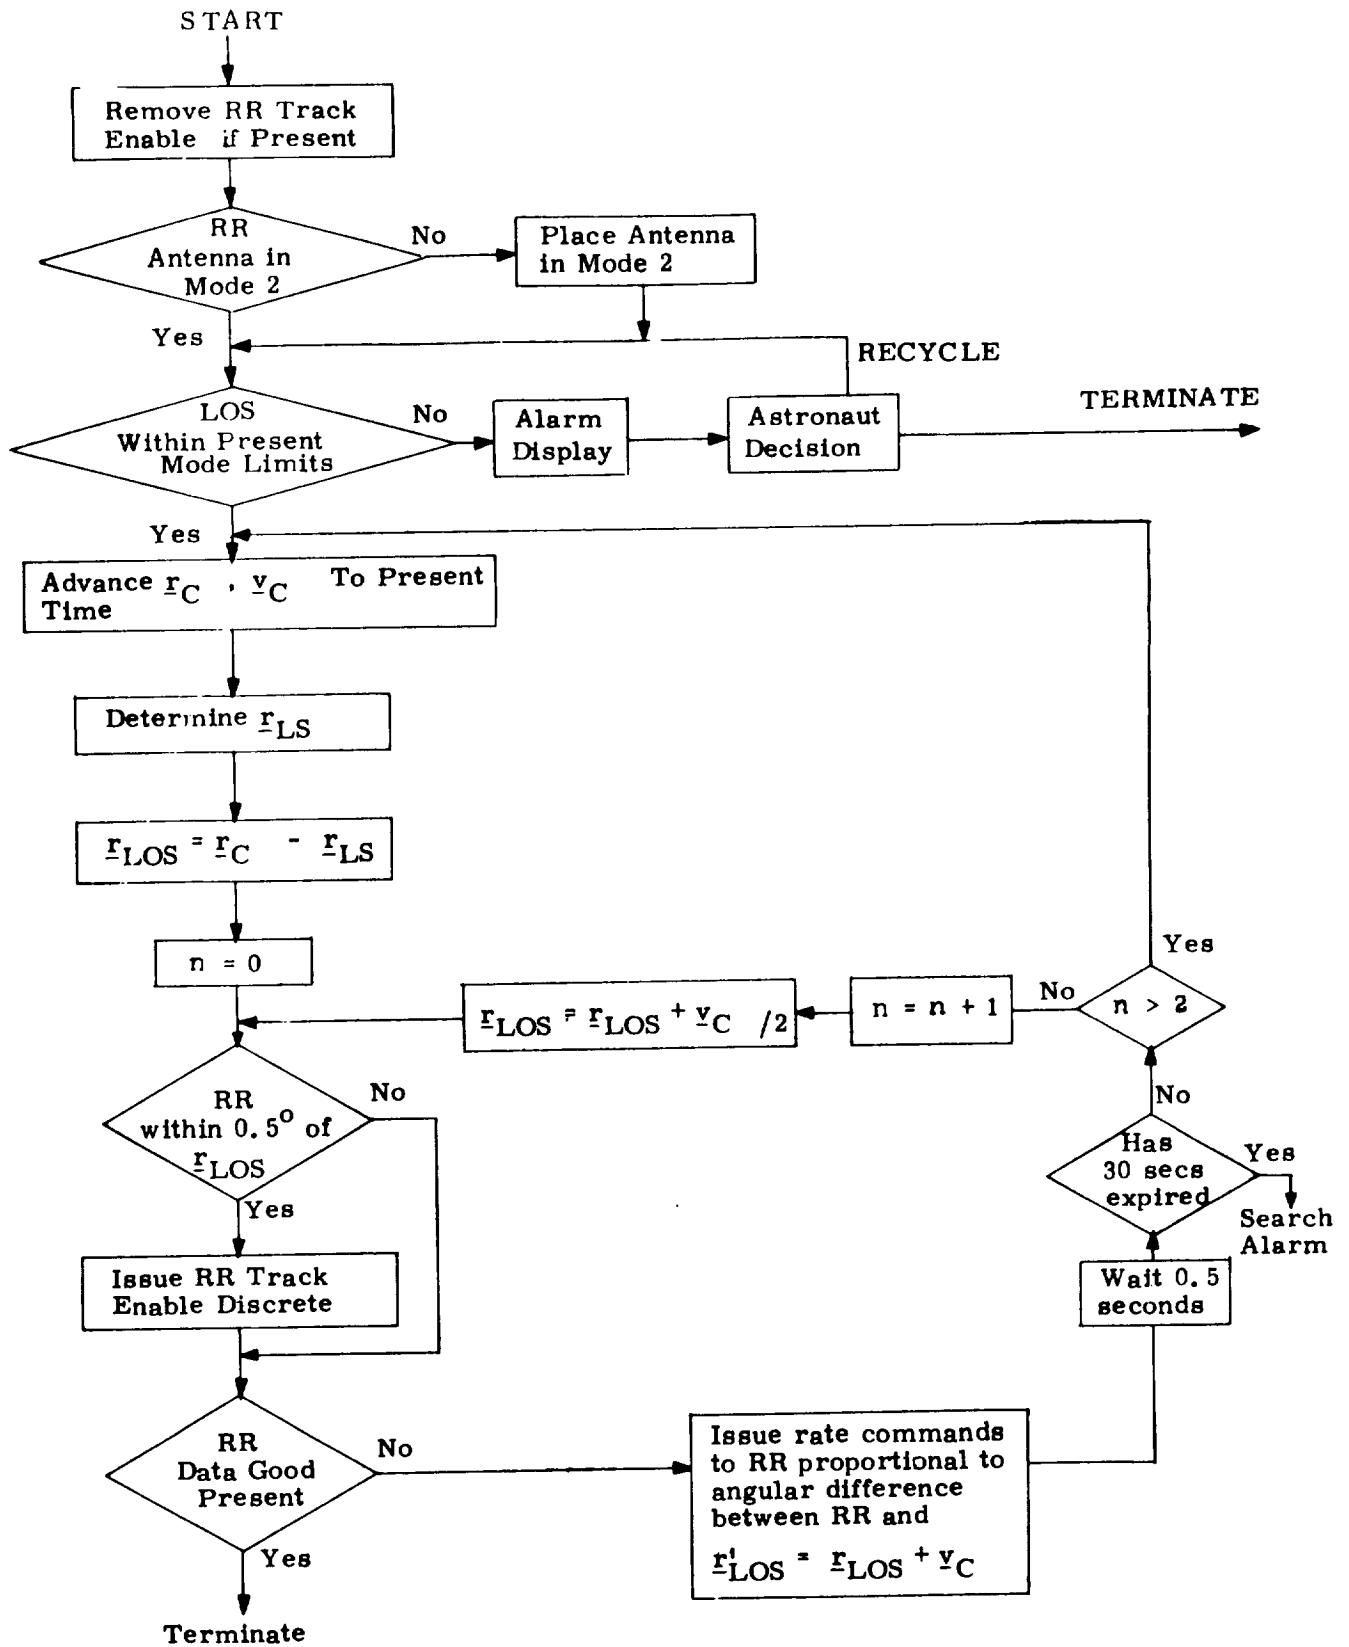 START
Remove RR Track
Enable if Present
RR
Antenna in
Mode 2
No
Place Antenna
in Mode 2
Yes
RECYCLE
LOS
Within Present
Mode Limits
No
Alarm
Display
Astronaut
Decision
TERMINATE
Yes
Advance r_C , v_C To Present
Time
Determine r_LS
r_LOS = r_C - r_LS
n = 0
r_LOS = r_LOS + v_C /2
n = n + 1
No
n > 2
Yes
RR
within 0.5° of
r_LOS
No
Yes
No
Has
30 secs
expired
Yes
Search
Alarm
Issue RR Track
Enable Discrete
Wait 0.5
seconds
RR
Data Good
Present
No
Issue rate commands
to RR proportional to
angular difference
between RR and
r'_LOS = r_LOS + v_C
Yes
Terminate